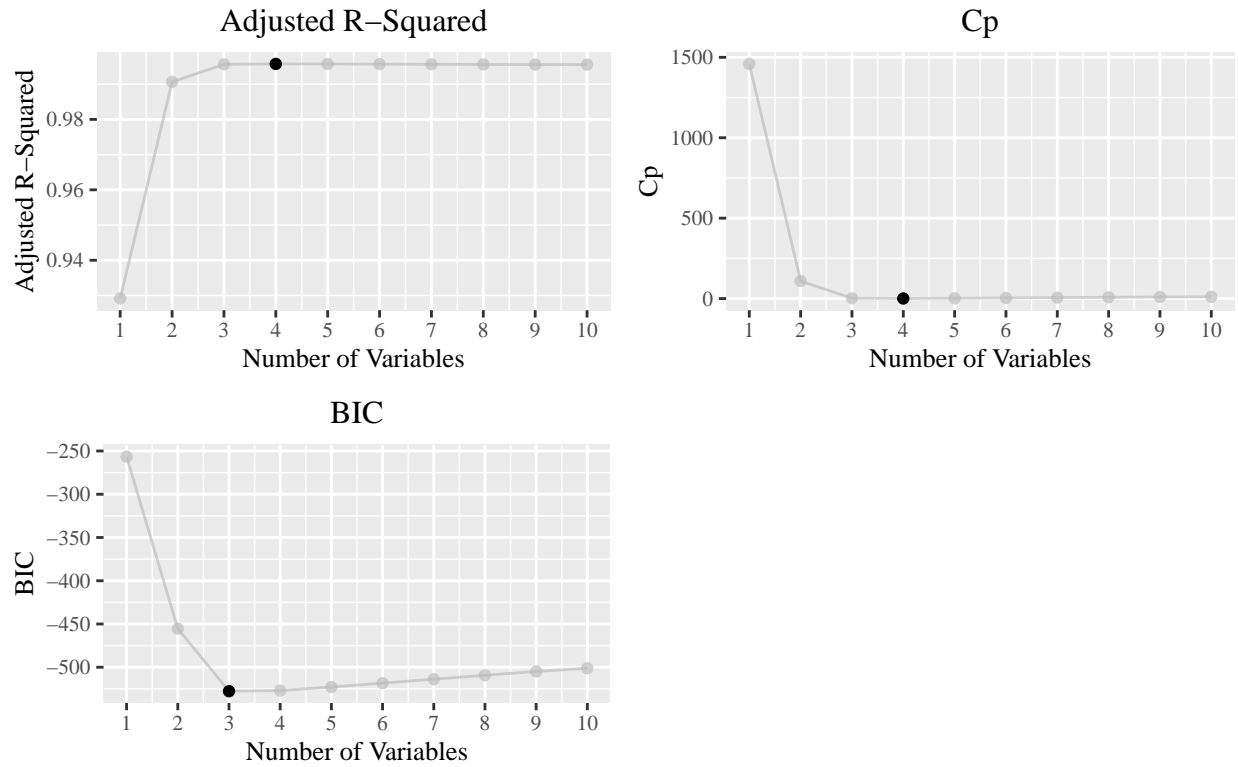 Adjusted R−Squared
Adjusted R−Squared
0.98
0.96
0.94
1 2 3 4 5 6 7 8 9 10
Number of Variables
Cp
Cp
1500
1000
500
0
1 2 3 4 5 6 7 8 9 10
Number of Variables
BIC
BIC
−250
−300
−350
−400
−450
−500
1 2 3 4 5 6 7 8 9 10
Number of Variables